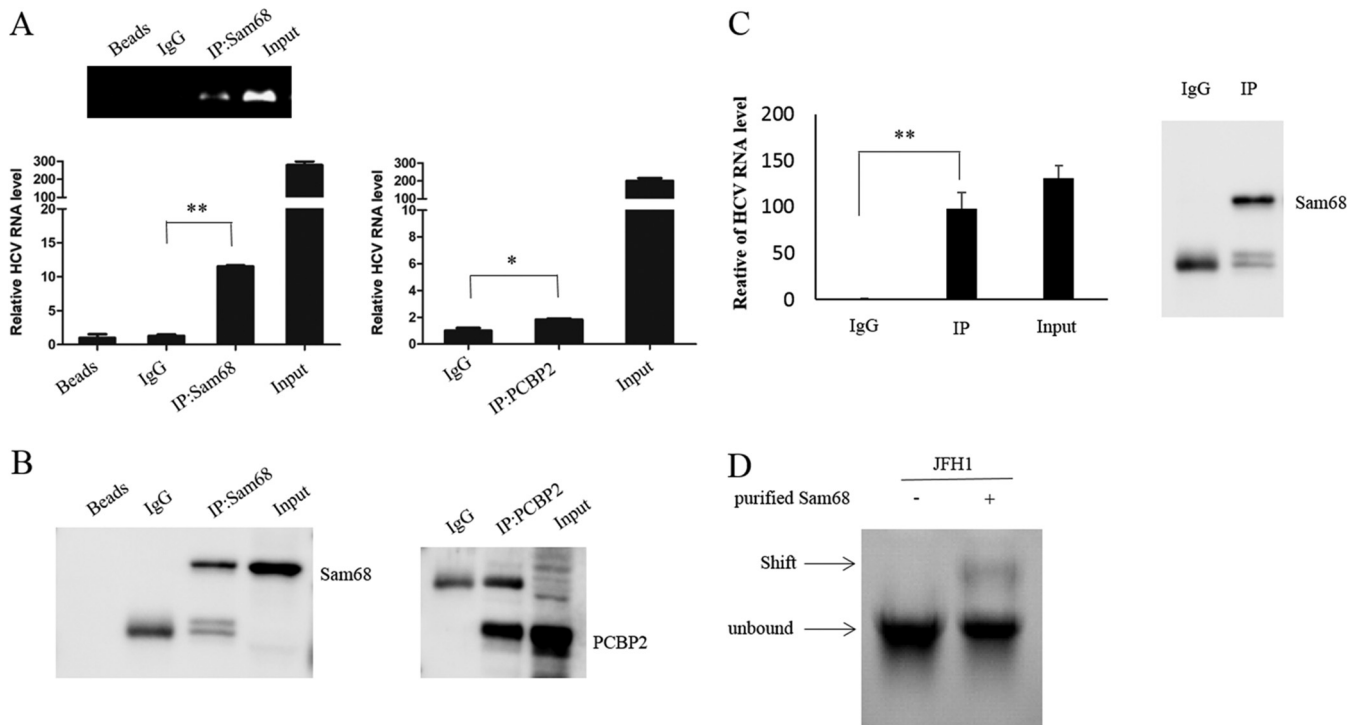 A
Beads IgG IP:Sam68 Input
Relative HCV RNA level
300
200
100
20
15
10
5
0
**
Beads IgG IP:Sam68 Input
Relative HCV RNA level
300
200
100
8
6
4
2
0
*
IgG IP:PCBP2 Input
B
Beads IgG IP:Sam68 Input
Sam68
IgG IP:PCBP2 Input
PCBP2
C
Reative of HCV RNA level
200
150
100
50
0
**
IgG IP Input
IgG IP
Sam68
D
JFH1
purified Sam68 - +
Shift
unbound